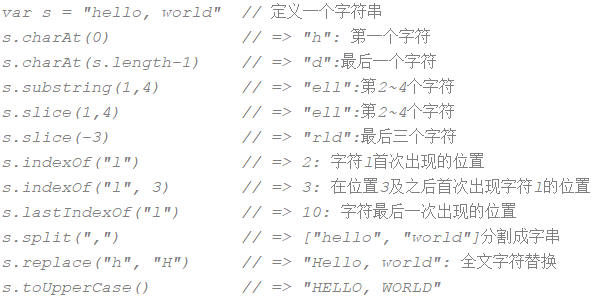 var s = "hello, world" // 定义一个字符串
s.charAt(0) // => "h": 第一个字符
s.charAt(s.length-1) // => "d":最后一个字符
s.substring(1,4) // => "ell":第2~4个字符
s.slice(1,4) // => "ell":第2~4个字符
s.slice(-3) // => "rld":最后三个字符
s.indexOf("l") // => 2: 字符l首次出现的位置
s.indexOf("l", 3) // => 3: 在位置3及之后首次出现字符l的位置
s.lastIndexOf("l") // => 10: 字符最后一次出现的位置
s.split(",") // => ["hello", "world"]分割成字串
s.replace("h", "H") // => "Hello, world": 全文字符替换
s.toUpperCase() // => "HELLO, WORLD"